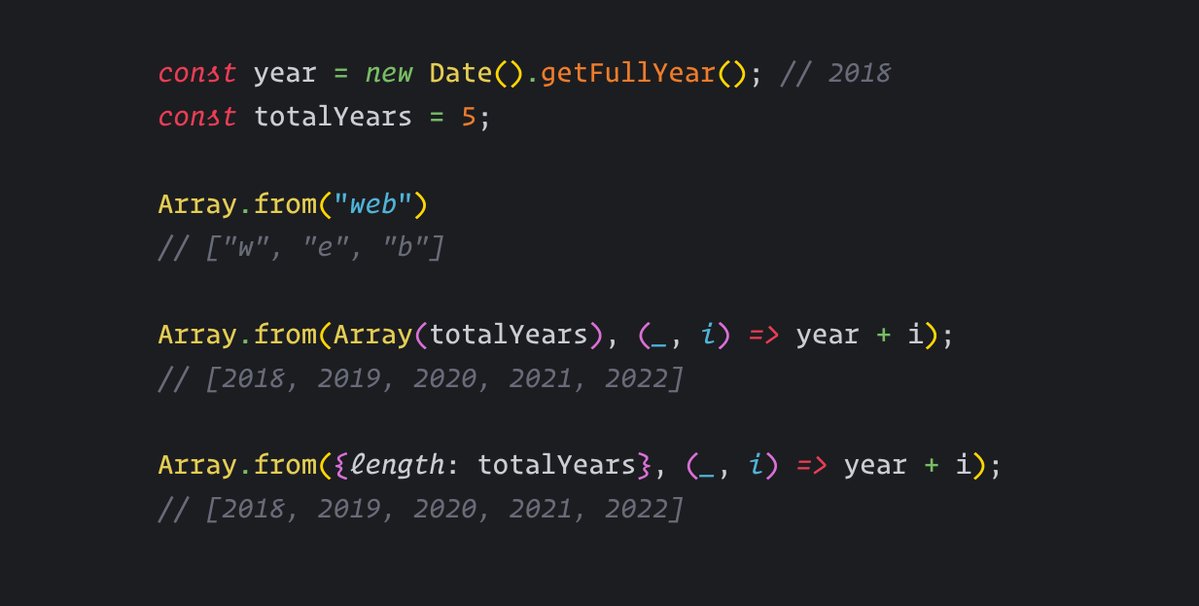 const year = new Date().getFullYear(); // 2018
const totalYears = 5;
Array.from("web")
// ["w", "e", "b"]
Array.from(Array(totalYears), (_, i) => year + i);
// [2018, 2019, 2020, 2021, 2022]
Array.from({length: totalYears}, (_, i) => year + i);
// [2018, 2019, 2020, 2021, 2022]